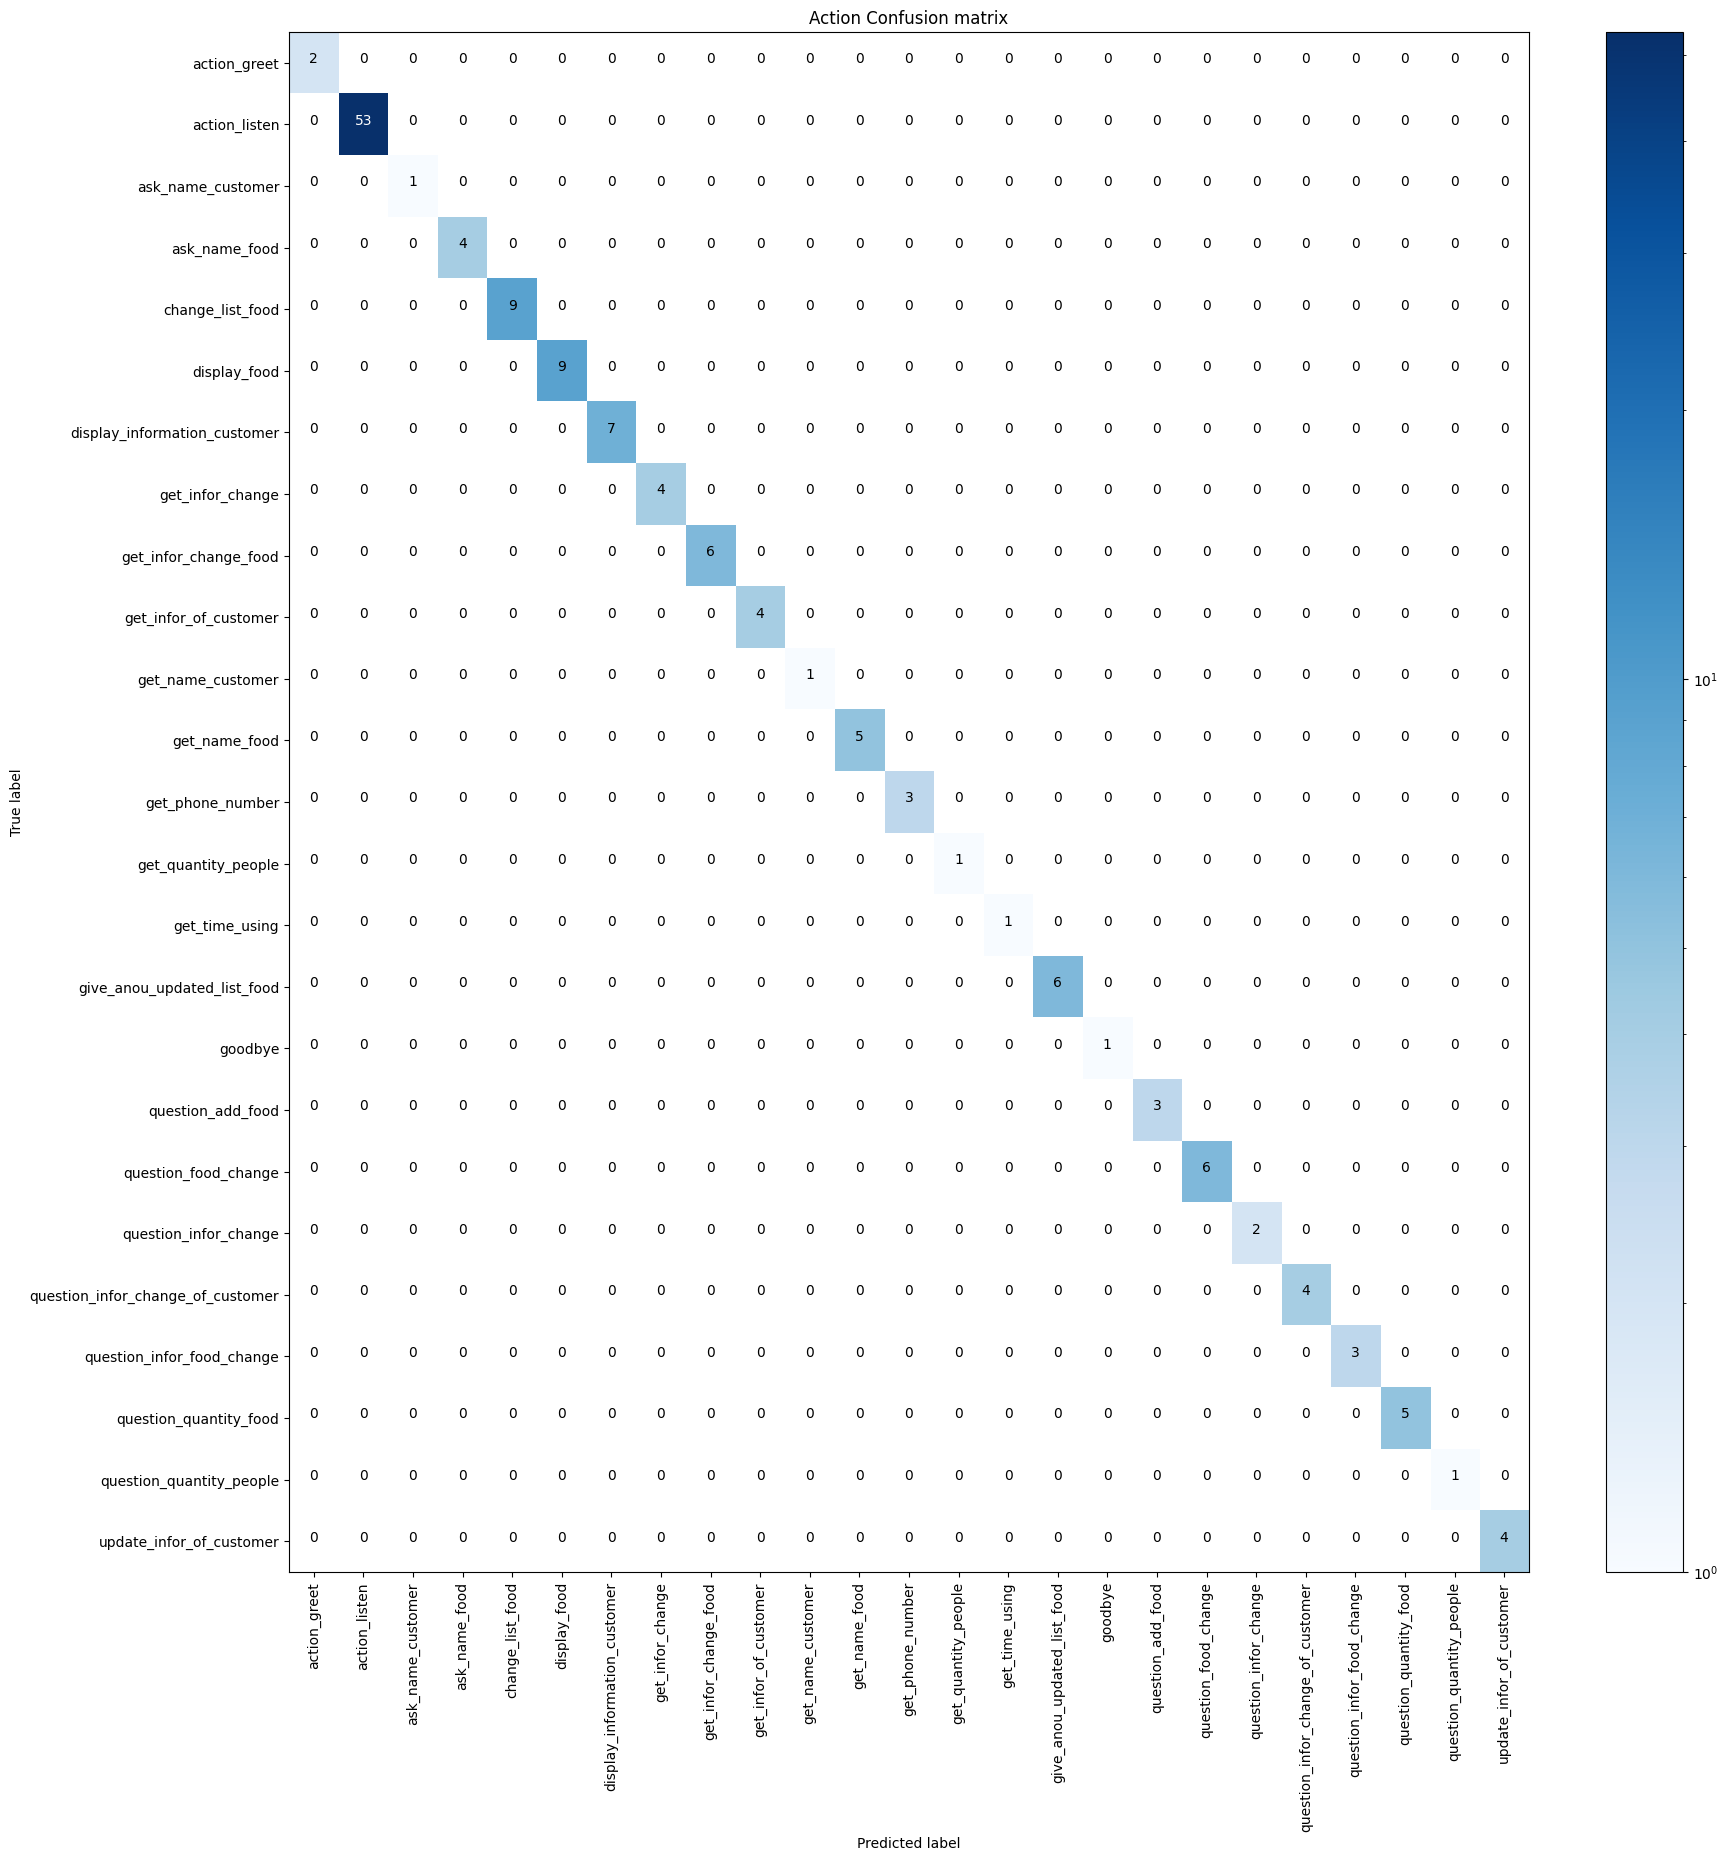 Action Confusion matrix
action_greet 2 0 0 0 0 0 0 0 0 0 0 0 0 0 0 0 0 0 0 0 0 0 0 0 0
action_listen 0 53 0 0 0 0 0 0 0 0 0 0 0 0 0 0 0 0 0 0 0 0 0 0 0
ask_name_customer 0 0 1 0 0 0 0 0 0 0 0 0 0 0 0 0 0 0 0 0 0 0 0 0 0
ask_name_food 0 0 0 4 0 0 0 0 0 0 0 0 0 0 0 0 0 0 0 0 0 0 0 0 0
change_list_food 0 0 0 0 9 0 0 0 0 0 0 0 0 0 0 0 0 0 0 0 0 0 0 0 0
display_food 0 0 0 0 0 9 0 0 0 0 0 0 0 0 0 0 0 0 0 0 0 0 0 0 0
display_information_customer 0 0 0 0 0 0 7 0 0 0 0 0 0 0 0 0 0 0 0 0 0 0 0 0 0
get_infor_change 0 0 0 0 0 0 0 4 0 0 0 0 0 0 0 0 0 0 0 0 0 0 0 0 0
get_infor_change_food 0 0 0 0 0 0 0 0 6 0 0 0 0 0 0 0 0 0 0 0 0 0 0 0 0
get_infor_of_customer 0 0 0 0 0 0 0 0 0 4 0 0 0 0 0 0 0 0 0 0 0 0 0 0 0
get_name_customer 0 0 0 0 0 0 0 0 0 0 1 0 0 0 0 0 0 0 0 0 0 0 0 0 0
get_name_food 0 0 0 0 0 0 0 0 0 0 0 5 0 0 0 0 0 0 0 0 0 0 0 0 0
get_phone_number 0 0 0 0 0 0 0 0 0 0 0 0 3 0 0 0 0 0 0 0 0 0 0 0 0
get_quantity_people 0 0 0 0 0 0 0 0 0 0 0 0 0 1 0 0 0 0 0 0 0 0 0 0 0
get_time_using 0 0 0 0 0 0 0 0 0 0 0 0 0 0 1 0 0 0 0 0 0 0 0 0 0
give_anou_updated_list_food 0 0 0 0 0 0 0 0 0 0 0 0 0 0 0 6 0 0 0 0 0 0 0 0 0
goodbye 0 0 0 0 0 0 0 0 0 0 0 0 0 0 0 0 1 0 0 0 0 0 0 0 0
question_add_food 0 0 0 0 0 0 0 0 0 0 0 0 0 0 0 0 0 3 0 0 0 0 0 0 0
question_food_change 0 0 0 0 0 0 0 0 0 0 0 0 0 0 0 0 0 0 6 0 0 0 0 0 0
question_infor_change 0 0 0 0 0 0 0 0 0 0 0 0 0 0 0 0 0 0 0 2 0 0 0 0 0
question_infor_change_of_customer 0 0 0 0 0 0 0 0 0 0 0 0 0 0 0 0 0 0 0 0 4 0 0 0 0
question_infor_food_change 0 0 0 0 0 0 0 0 0 0 0 0 0 0 0 0 0 0 0 0 0 3 0 0 0
question_quantity_food 0 0 0 0 0 0 0 0 0 0 0 0 0 0 0 0 0 0 0 0 0 0 5 0 0
question_quantity_people 0 0 0 0 0 0 0 0 0 0 0 0 0 0 0 0 0 0 0 0 0 0 0 1 0
update_infor_of_customer 0 0 0 0 0 0 0 0 0 0 0 0 0 0 0 0 0 0 0 0 0 0 0 0 4
True label
action_greet
action_listen
ask_name_customer
ask_name_food
change_list_food
display_food
display_information_customer
get_infor_change
get_infor_change_food
get_infor_of_customer
get_name_customer
get_name_food
get_phone_number
get_quantity_people
get_time_using
give_anou_updated_list_food
goodbye
question_add_food
question_food_change
question_infor_change
question_infor_change_of_customer
question_infor_food_change
question_quantity_food
question_quantity_people
update_infor_of_customer
Predicted label
10¹
10⁰